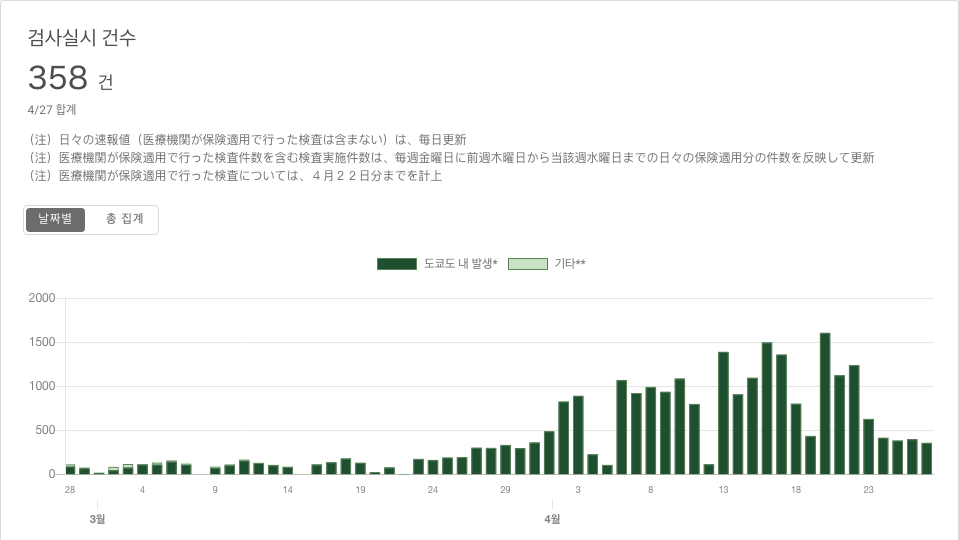 검사실시 건수
358 건
4/27 합계
（注）日々の速報値（医療機関が保険適用で行った検査は含まない）は、毎日更新
（注）医療機関が保険適用で行った検査件数を含む検査実施件数は、毎週金曜日に前週木曜日から当該週水曜日までの日々の保険適用分の件数を反映して更新
（注）医療機関が保険適用で行った検査については、４月２２日分までを計上
날짜별 총 집계
도쿄도 내 발생* 기타**
2000
1500
1000
500
0
28 4 9 14 19 24 29 3 8 13 18 23
3월 4월